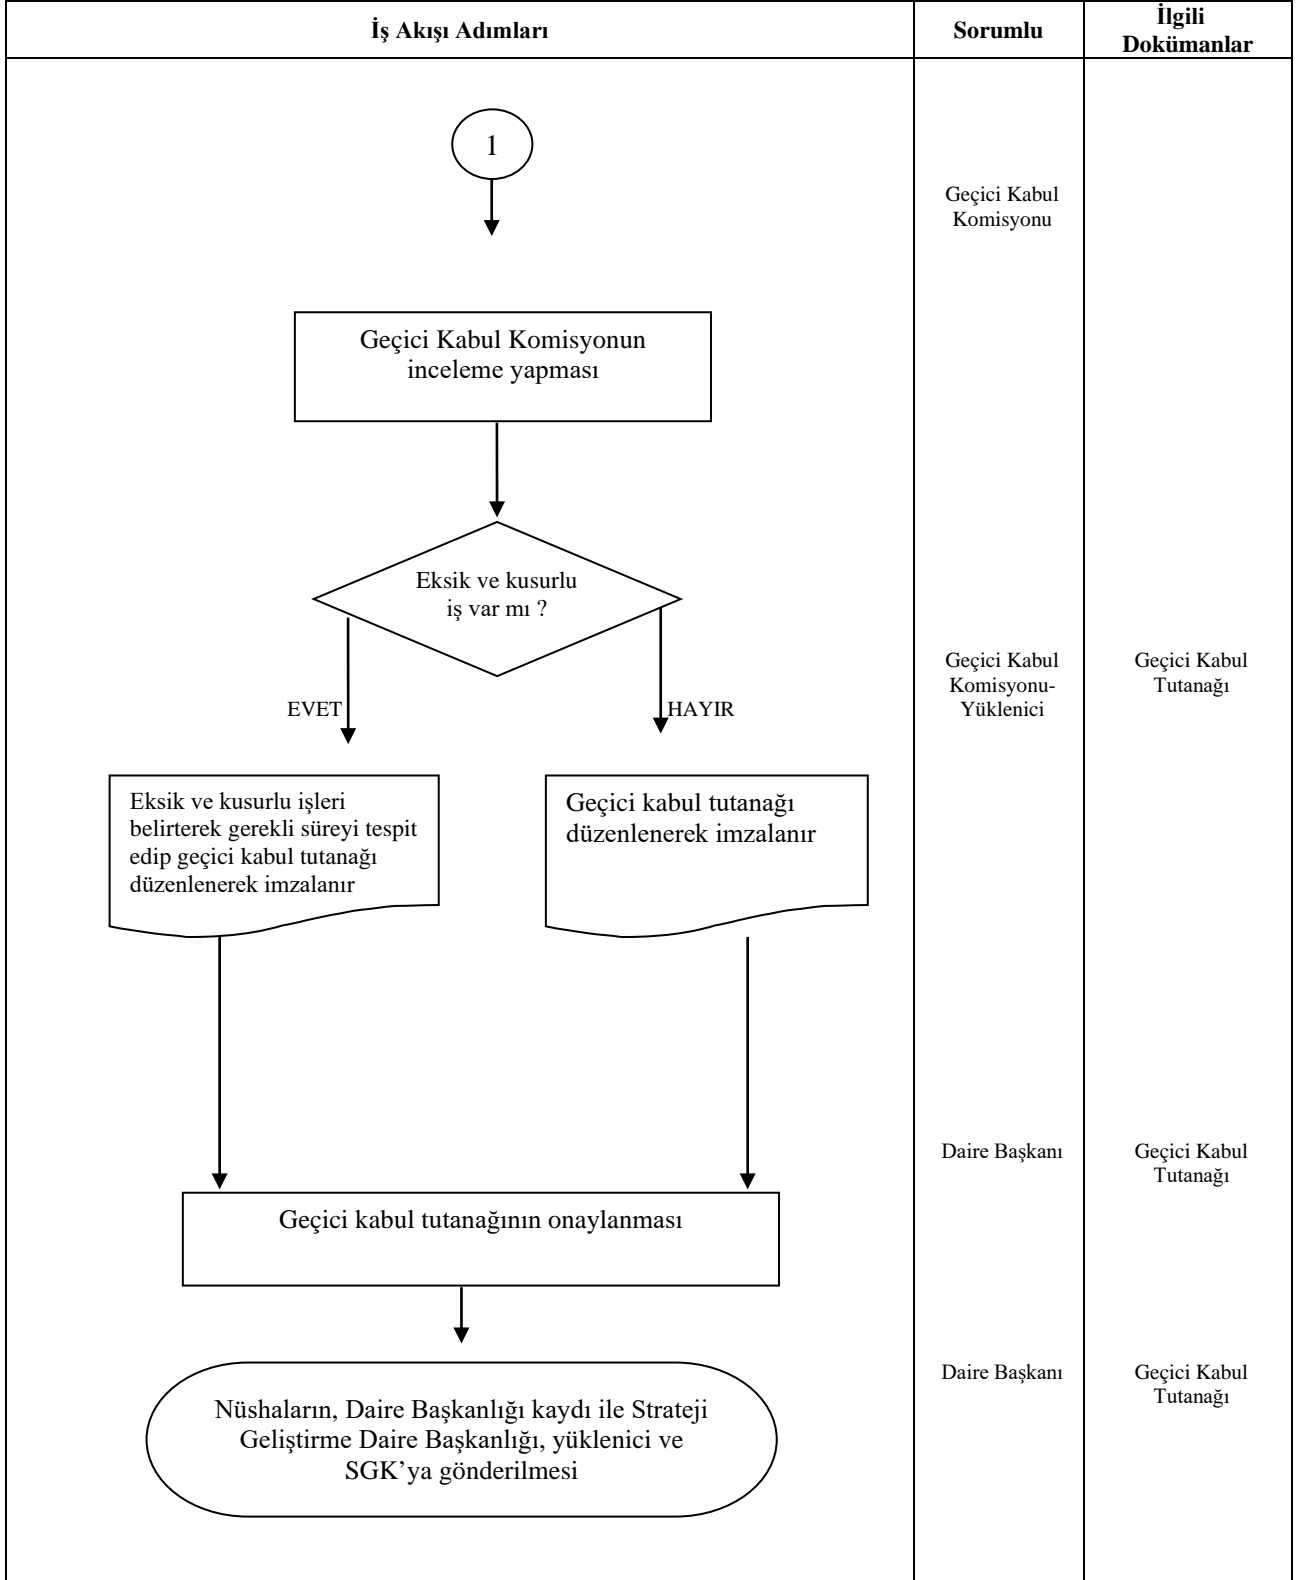 İş Akışı Adımları
Sorumlu
İlgili
Dokümanlar
1
Geçici Kabul
Komisyonu
Geçici Kabul Komisyonun
inceleme yapması
Eksik ve kusurlu
iş var mı ?
Geçici Kabul
Komisyonu-
Yüklenici
Geçici Kabul
Tutanağı
EVET
HAYIR
Eksik ve kusurlu işleri
belirterek gerekli süreyi tespit
edip geçici kabul tutanağı
düzenlenerek imzalanır
Geçici kabul tutanağı
düzenlenerek imzalanır
Daire Başkanı
Geçici Kabul
Tutanağı
Geçici kabul tutanağının onaylanması
Daire Başkanı
Geçici Kabul
Tutanağı
Nüshaların, Daire Başkanlığı kaydı ile Strateji
Geliştirme Daire Başkanlığı, yüklenici ve
SGK’ya gönderilmesi